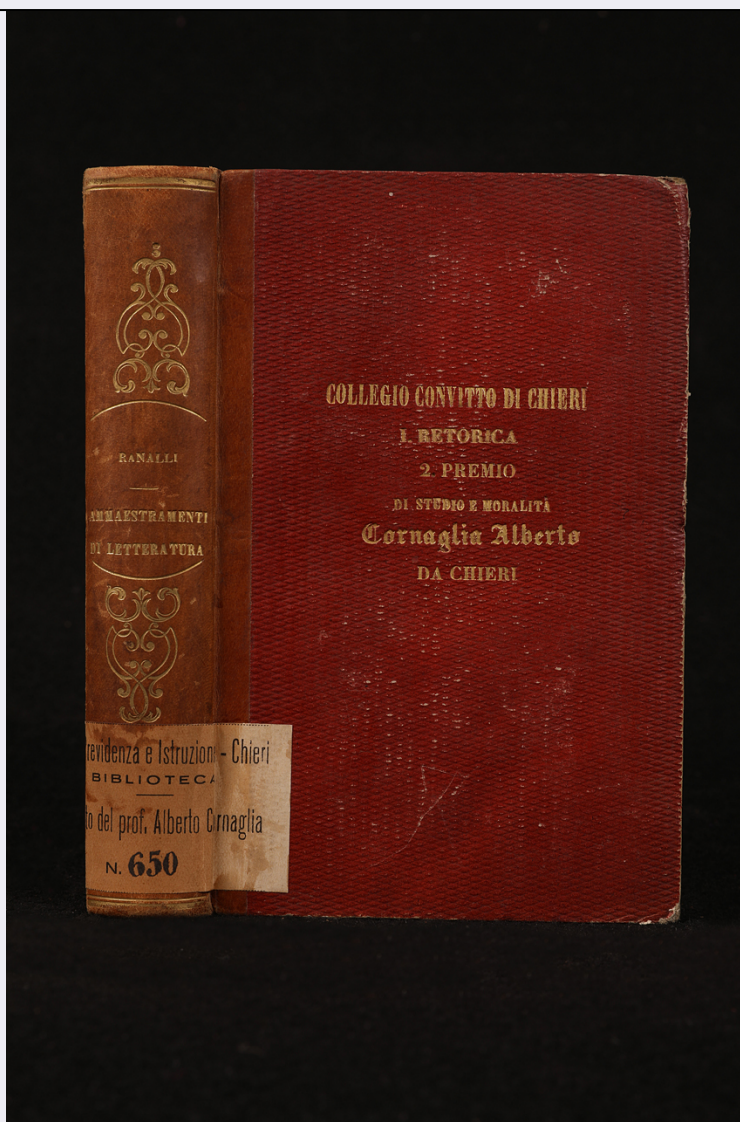 RANALLI
AMMAESTRAMENTI
DI LETTERATURA
revidenza e Istruzion - Chieri
BIBLIOTECA
to del prof. Alberto C rnaglia
N. 650
COLLEGIO CONVITTO DI CHIERI
1. RETORICA
2. PREMIO
DI STUDIO E MORALITÀ
Cornaglia Alberto
DA CHIERI